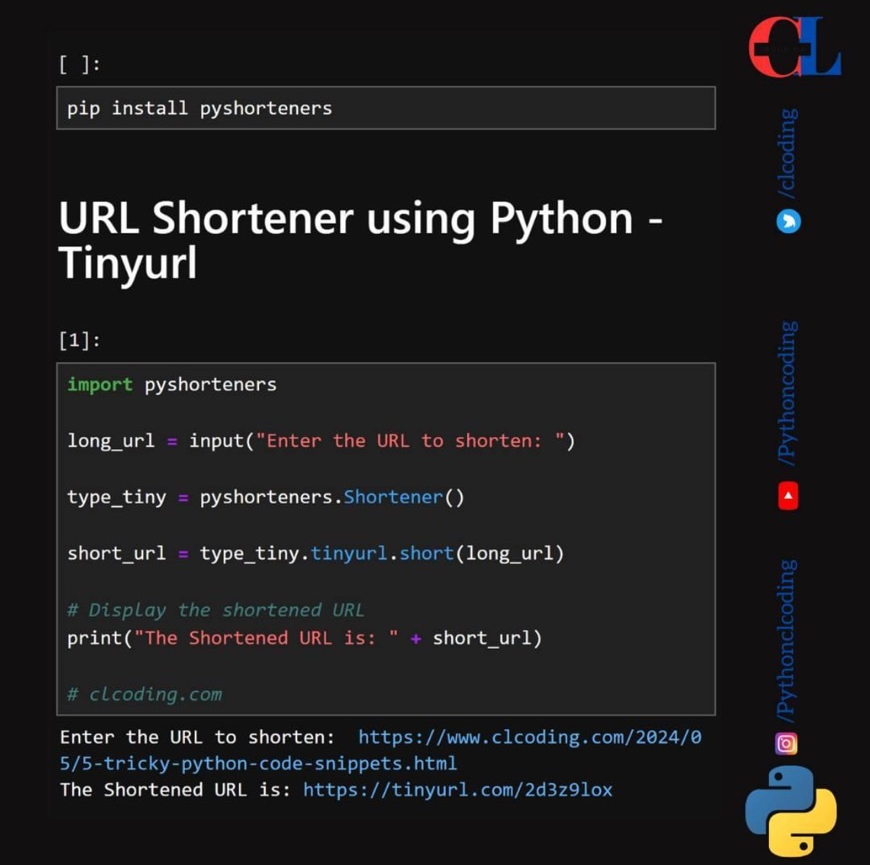 [ ]:
pip install pyshorteners
URL Shortener using Python -
Tinyurl
[1]:
import pyshorteners
long_url = input("Enter the URL to shorten: ")
type_tiny = pyshorteners.Shortener()
short_url = type_tiny.tinyurl.short(long_url)
# Display the shortened URL
print("The Shortened URL is: " + short_url)
# clcoding.com
Enter the URL to shorten:  https://www.clcoding.com/2024/0
5/5-tricky-python-code-snippets.html
The Shortened URL is: https://tinyurl.com/2d3z9lox
CL
/clcoding
/Pythoncoding
/Pythonclcoding